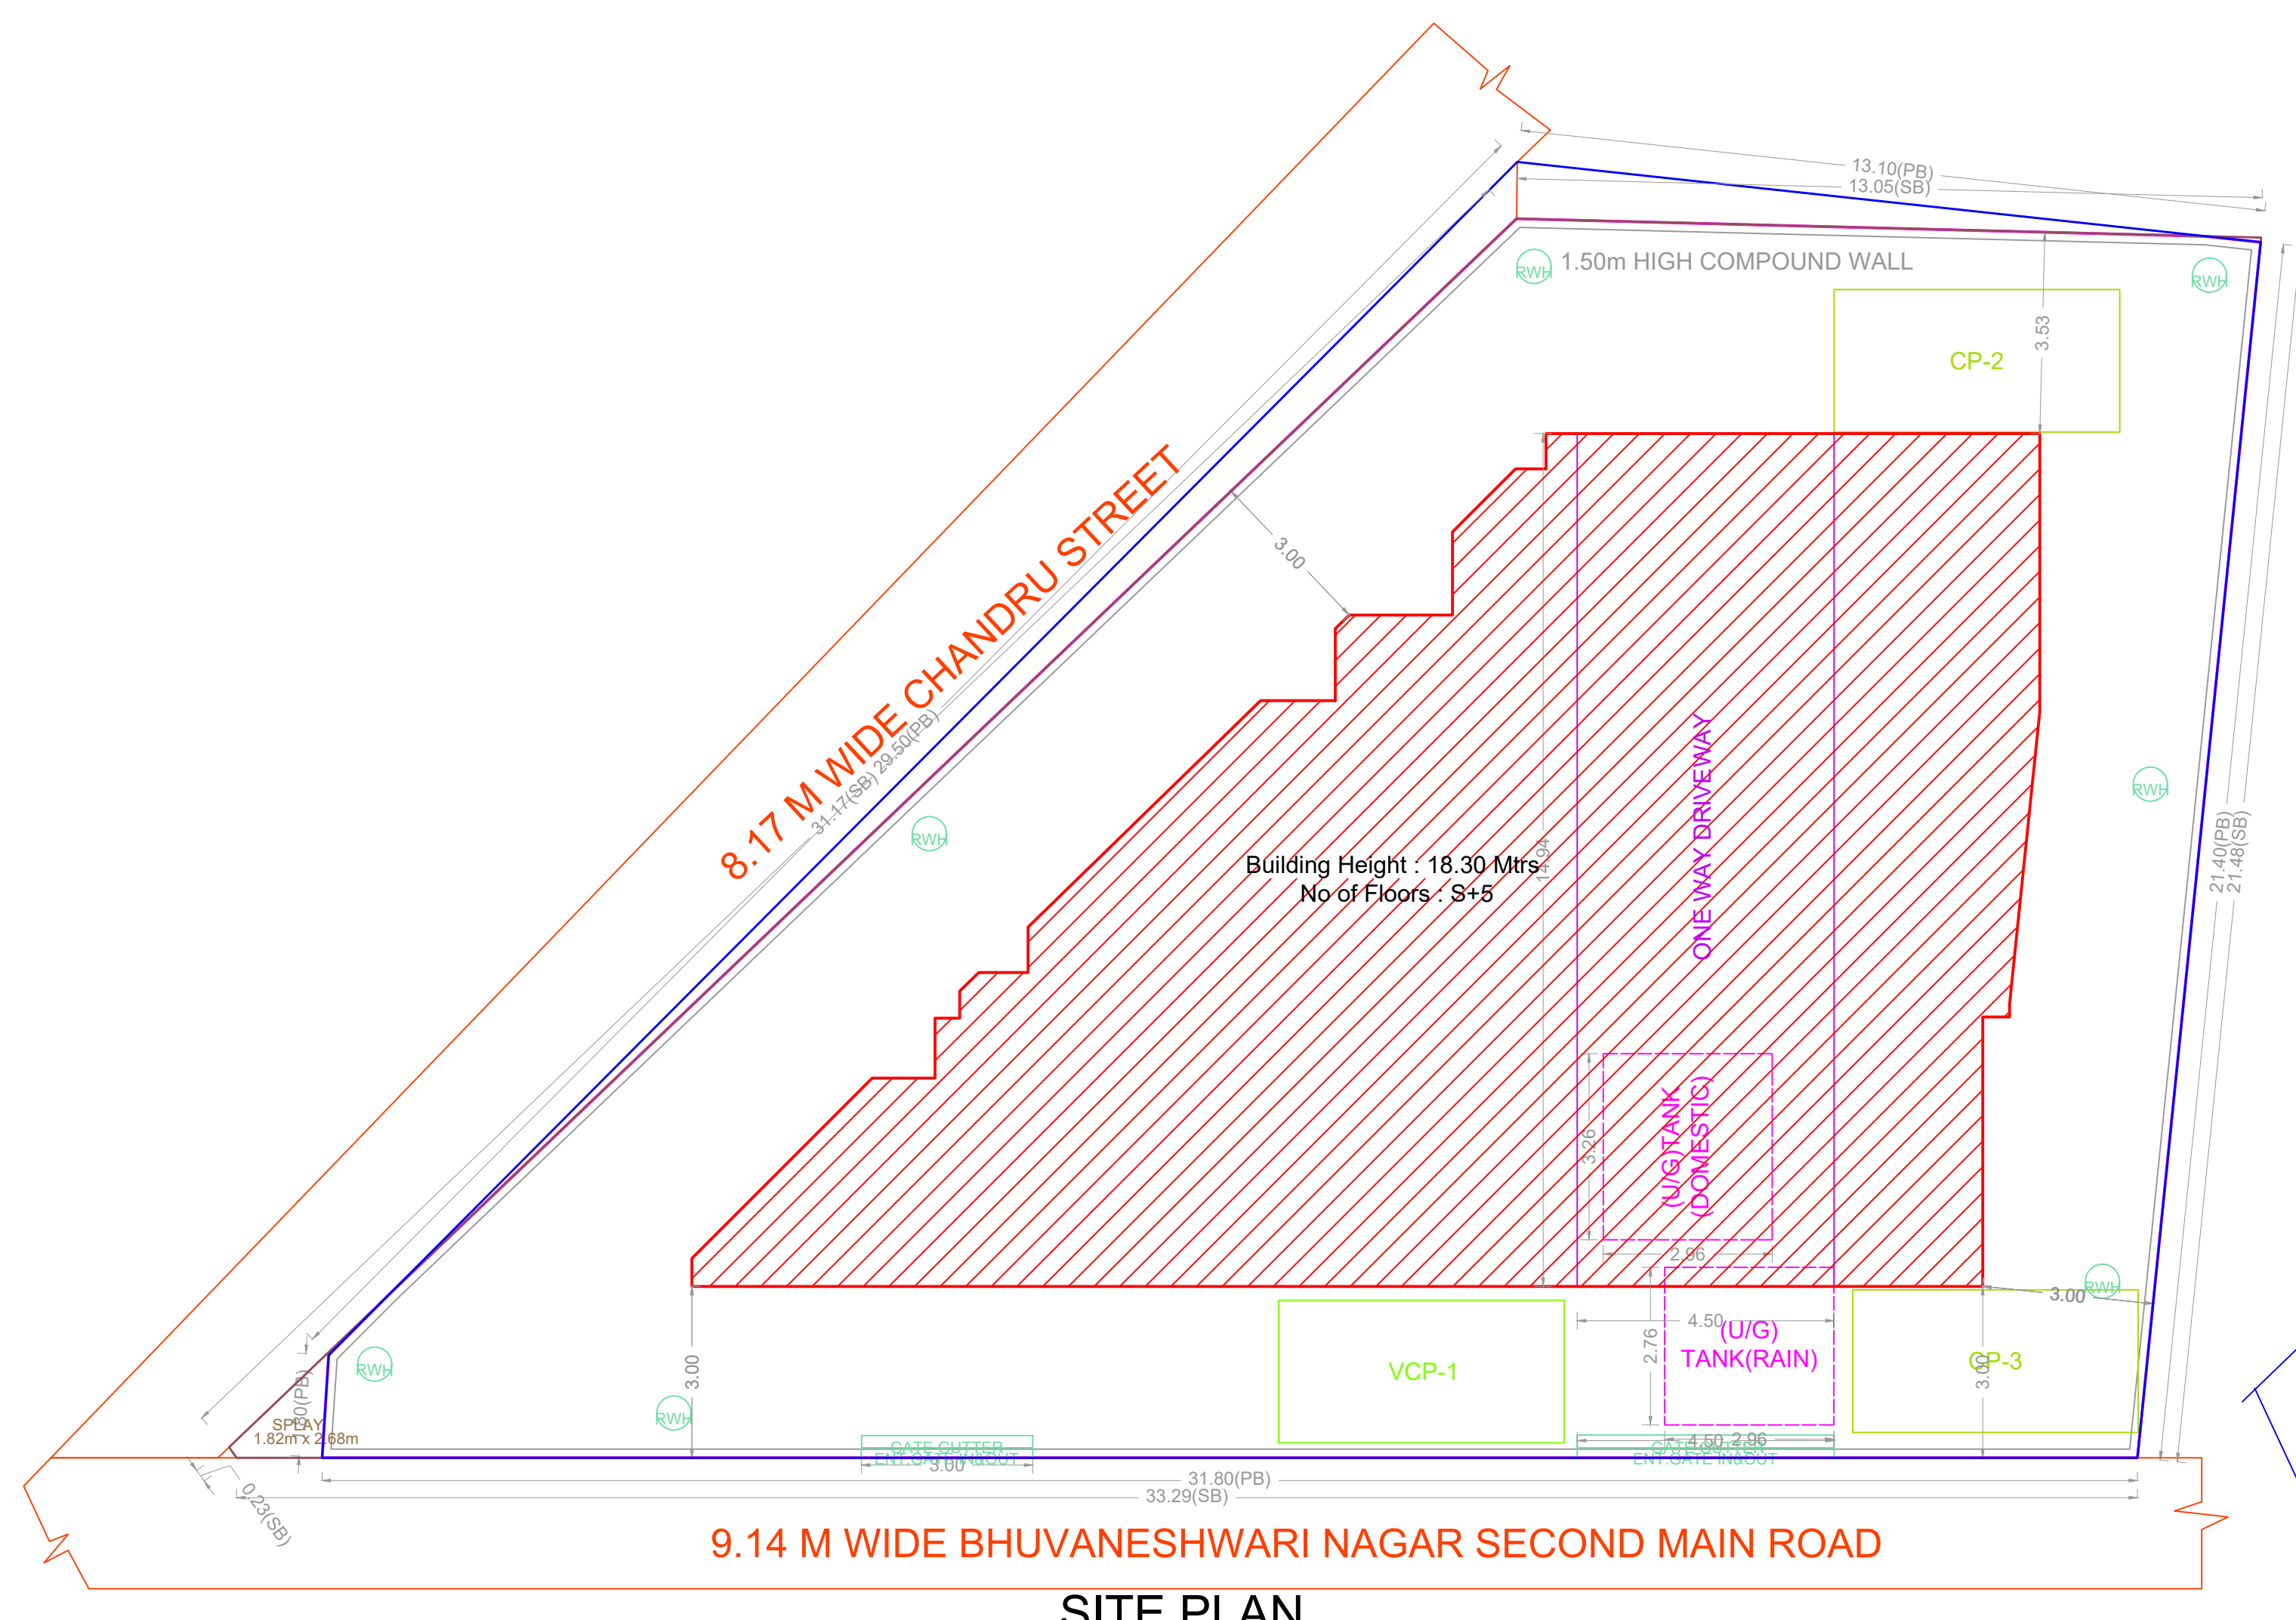 13.10(PB)
13.05(SB)
RWH
1.50m HIGH COMPOUND WALL
RWH
3.53
CP-2
8.17 M WIDE CHANDRU STREET
3.00
31.17(SB)
29.50(PB)
RWH
RWH
ONE WAY DRIVEWAY
14.94
Building Height : 18.30 Mtrs
No of Floors : S+5
21.40(PB)
21.48(SB)
(U/G)TANK
(DOMESTIC)
3.26
2.96
RWH
3.00
4.50
2.76
(U/G)
TANK(RAIN)
3.00
VCP-1
CP-3
3.00
RWH
RWH
SPLAY
1.82m x 2.68m
GATE GUTTER
ENT.GATE IN&OUT
3.00
4.50
2.96
ENT.GATE IN&OUT
0.23(SB)
31.80(PB)
33.29(SB)
9.14 M WIDE BHUVANESHWARI NAGAR SECOND MAIN ROAD
SITE PLAN